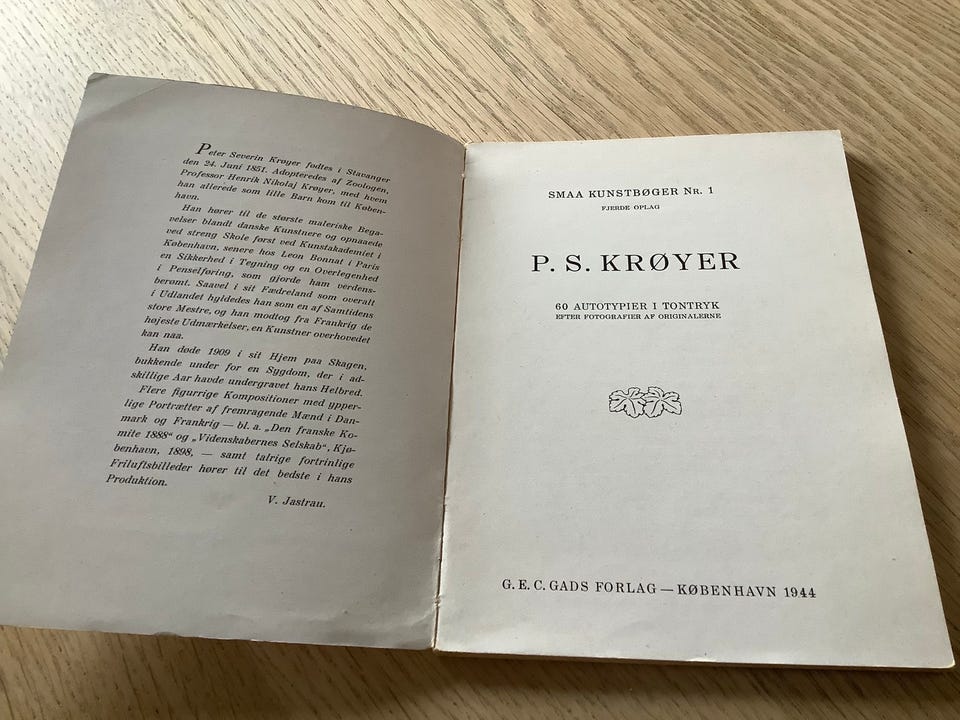 Peter Severin Krøyer fødtes i Stavanger
den 24. Juni 1851. Adopteredes af Zoologen,
Professor Henrik Nikolaj Krøyer, med hvem
han allerede som lille Barn kom til Køben-
havn.
Han hører til de største maleriske Bega-
velser blandt danske Kunstnere og opnaaede
ved streng Skole først ved Kunstakademiet i
København, senere hos Leon Bonnat i Paris
en Sikkerhed i Tegning og en Overlegenhed
i Penselføring, som gjorde ham verdens-
berømt. Saavel i sit Fædreland som overalt
i Udlandet hyldedes han som en af Samtidens
store Mestre, og han modtog fra Frankrig de
højeste Udmærkelser, en Kunstner overhovedet
kan naa.
Han døde 1909 i sit Hjem paa Skagen,
bukkende under for en Sygdom, der i ad-
skillige Aar havde undergravet hans Helbred.
Flere figurrige Kompositioner med ypper-
lige Portrætter af fremragende Mænd i Dan-
mark og Frankrig — bl. a. „Den franske Ko-
mite 1888“ og „Videnskabernes Selskab“, Kjø-
benhavn, 1898, — samt talrige fortrinlige
Friluftsbilleder hører til det bedste i hans
Produktion.
V. Jastrau.
SMAA KUNSTBØGER Nr. 1
FJERDE OPLAG
P. S. KRØYER
60 AUTOTYPIER I TONTRYK
EFTER FOTOGRAFIER AF ORIGINALERNE
G. E. C. GADS FORLAG — KØBENHAVN 1944